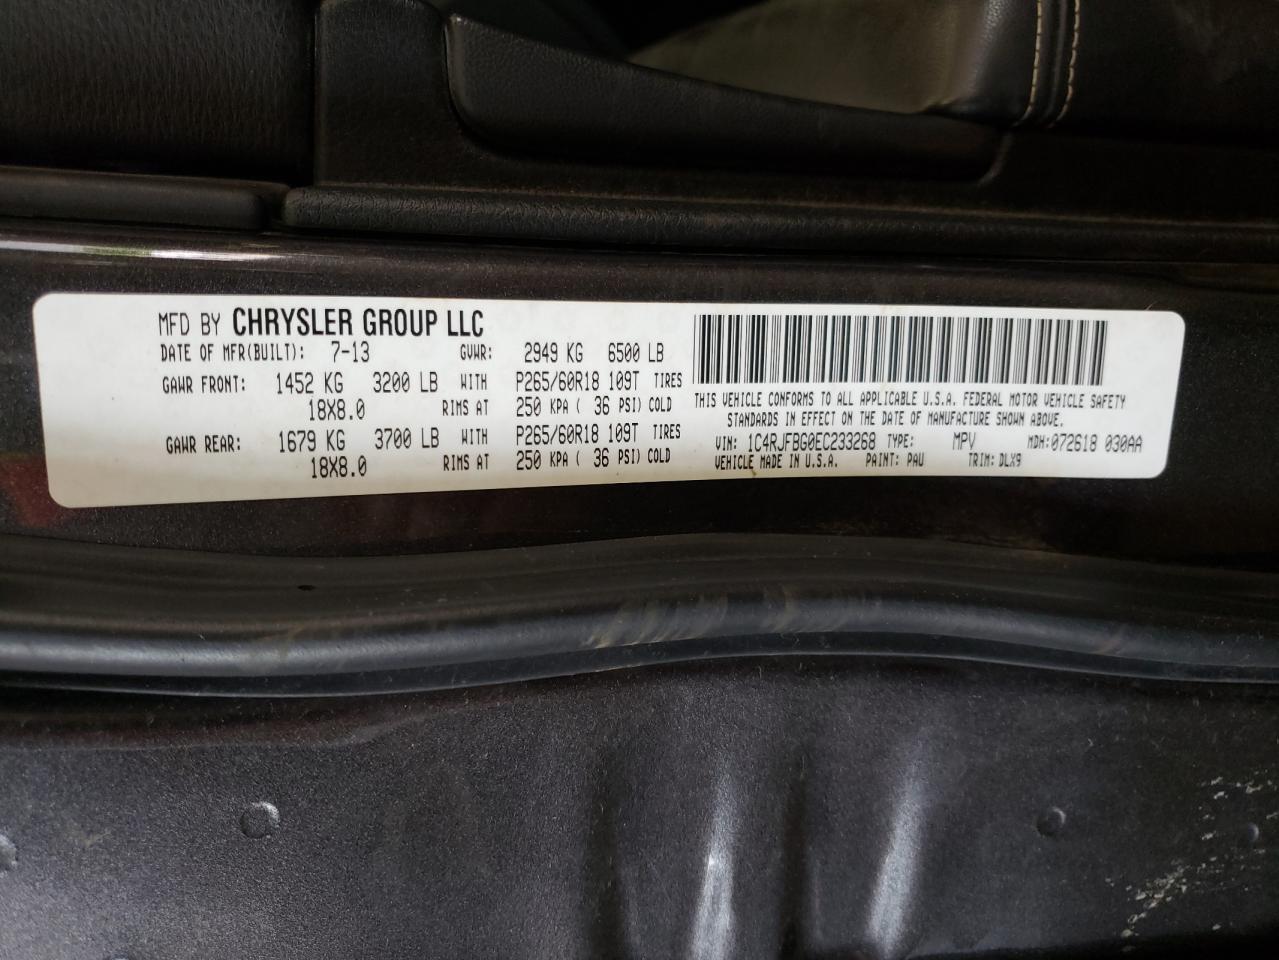 MFD BY CHRYSLER GROUP LLC
DATE OF MFR(BUILT): 7-13 GVWR: 2949 KG 6500 LB
GAWR FRONT: 1452 KG 3200 LB WITH P265/60R18 109T TIRES
18X8.0 RIMS AT 250 KPA ( 36 PSI) COLD
GAWR REAR: 1679 KG 3700 LB WITH P265/60R18 109T TIRES
18X8.0 RIMS AT 250 KPA ( 36 PSI) COLD
THIS VEHICLE CONFORMS TO ALL APPLICABLE U.S.A. FEDERAL MOTOR VEHICLE SAFETY
STANDARDS IN EFFECT ON THE DATE OF MANUFACTURE SHOWN ABOVE.
VIN: 1C4RJFBG0EC233268 TYPE: MPV MDH:072618 030AA
VEHICLE MADE IN U.S.A. PAINT: PAU TRIM: DLX9